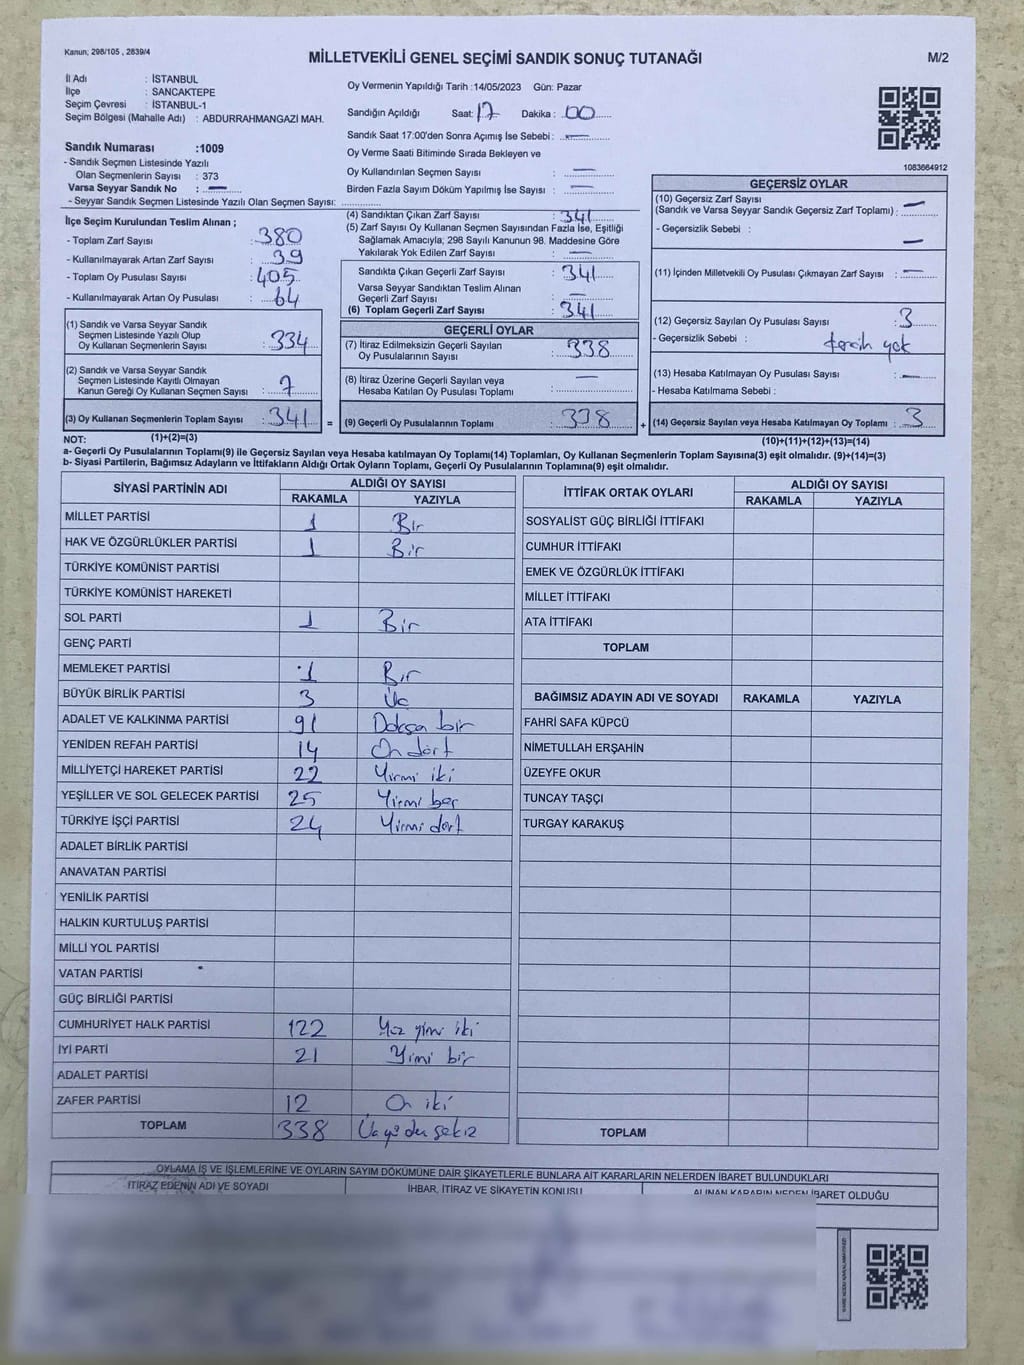 Kanun; 298/105 , 2839/4
MİLLETVEKİLİ GENEL SEÇİMİ SANDIK SONUÇ TUTANAĞI
M/2
İl Adı : İSTANBUL
İlçe : SANCAKTEPE
Seçim Çevresi : İSTANBUL-1
Seçim Bölgesi (Mahalle Adı) : ABDURRAHMANGAZİ MAH.
Oy Vermenin Yapıldığı Tarih :14/05/2023 Gün: Pazar
Sandığın Açıldığı Saat: 17 Dakika : 00
Sandık Saat 17:00'den Sonra Açımış İse Sebebi : —
Oy Verme Saati Bitiminde Sırada Bekleyen ve
Oy Kullandırılan Seçmen Sayısı : —
Birden Fazla Sayım Döküm Yapılmış İse Sayısı : —
1083664912
Sandık Numarası :1009
- Sandık Seçmen Listesinde Yazılı
Olan Seçmenlerin Sayısı : 373
Varsa Seyyar Sandık No : —
- Seyyar Sandık Seçmen Listesinde Yazılı Olan Seçmen Sayısı:
İlçe Seçim Kurulundan Teslim Alınan ;
- Toplam Zarf Sayısı : 380
- Kullanılmayarak Artan Zarf Sayısı : 39
- Toplam Oy Pusulası Sayısı : 405
- Kullanılmayarak Artan Oy Pusulası : 64
(1) Sandık ve Varsa Seyyar Sandık
Seçmen Listesinde Yazılı Olup
Oy Kullanan Seçmenlerin Sayısı : 334
(2) Sandık ve Varsa Seyyar Sandık
Seçmen Listesinde Kayıtlı Olmayan
Kanun Gereği Oy Kullanan Seçmen Sayısı : 7
(3) Oy Kullanan Seçmenlerin Toplam Sayısı : 341
(4) Sandıktan Çıkan Zarf Sayısı : 341
(5) Zarf Sayısı Oy Kullanan Seçmen Sayısından Fazla İse, Eşitliği
Sağlamak Amacıyla; 298 Sayılı Kanunun 98. Maddesine Göre
Yakılarak Yok Edilen Zarf Sayısı : —
Sandıkta Çıkan Geçerli Zarf Sayısı : 341
Varsa Seyyar Sandıktan Teslim Alınan
Geçerli Zarf Sayısı : —
(6) Toplam Geçerli Zarf Sayısı : 341
GEÇERLİ OYLAR
(7) İtiraz Edilmeksizin Geçerli Sayılan
Oy Pusulalarının Sayısı : 338
(8) İtiraz Üzerine Geçerli Sayılan veya
Hesaba Katılan Oy Pusulası Toplamı : —
= (9) Geçerli Oy Pusulalarının Toplamı : 338
GEÇERSİZ OYLAR
(10) Geçersiz Zarf Sayısı
(Sandık ve Varsa Seyyar Sandık Geçersiz Zarf Toplamı) : —
- Geçersizlik Sebebi : —
(11) İçinden Milletvekili Oy Pusulası Çıkmayan Zarf Sayısı : —
(12) Geçersiz Sayılan Oy Pusulası Sayısı : 3
- Geçersizlik Sebebi : tercih yok
(13) Hesaba Katılmayan Oy Pusulası Sayısı : —
- Hesaba Katılmama Sebebi :
+ (14) Geçersiz Sayılan veya Hesaba Katılmayan Oy Toplamı : 3
NOT: (1)+(2)=(3)
(10)+(11)+(12)+(13)=(14)
a- Geçerli Oy Pusulalarının Toplamı(9) ile Geçersiz Sayılan veya Hesaba katılmayan Oy Toplamı(14) Toplamları, Oy Kullanan Seçmenlerin Toplam Sayısına(3) eşit olmalıdır. (9)+(14)=(3)
b- Siyasi Partilerin, Bağımsız Adayların ve İttifakların Aldığı Ortak Oyların Toplamı, Geçerli Oy Pusulalarının Toplamına(9) eşit olmalıdır.
SİYASİ PARTİNİN ADI ALDIĞI OY SAYISI
RAKAMLA YAZIYLA
MİLLET PARTİSİ 1 Bir
HAK VE ÖZGÜRLÜKLER PARTİSİ 1 Bir
TÜRKİYE KOMÜNİST PARTİSİ
TÜRKİYE KOMÜNİST HAREKETİ
SOL PARTİ 1 Bir
GENÇ PARTİ
MEMLEKET PARTİSİ 1 Bir
BÜYÜK BİRLİK PARTİSİ 3 Üç
ADALET VE KALKINMA PARTİSİ 91 Doksan bir
YENİDEN REFAH PARTİSİ 14 On dört
MİLLİYETÇİ HAREKET PARTİSİ 22 Yirmi iki
YEŞİLLER VE SOL GELECEK PARTİSİ 25 Yirmi beş
TÜRKİYE İŞÇİ PARTİSİ 24 Yirmi dört
ADALET BİRLİK PARTİSİ
ANAVATAN PARTİSİ
YENİLİK PARTİSİ
HALKIN KURTULUŞ PARTİSİ
MİLLİ YOL PARTİSİ
VATAN PARTİSİ
GÜÇ BİRLİĞİ PARTİSİ
CUMHURİYET HALK PARTİSİ 122 Yüz yirmi iki
İYİ PARTİ 21 Yirmi bir
ADALET PARTİSİ
ZAFER PARTİSİ 12 On iki
TOPLAM 338
İTTİFAK ORTAK OYLARI ALDIĞI OY SAYISI
RAKAMLA YAZIYLA
SOSYALİST GÜÇ BİRLİĞİ İTTİFAKI
CUMHUR İTTİFAKI
EMEK VE ÖZGÜRLÜK İTTİFAKI
MİLLET İTTİFAKI
ATA İTTİFAKI
TOPLAM
BAĞIMSIZ ADAYIN ADI VE SOYADI RAKAMLA YAZIYLA
FAHRİ SAFA KÜPCÜ
NİMETULLAH ERŞAHİN
ÜZEYFE OKUR
TUNCAY TAŞÇI
TURGAY KARAKUŞ
TOPLAM
OYLAMA İŞ VE İŞLEMLERİNE VE OYLARIN SAYIM DÖKÜMÜNE DAİR ŞİKAYETLERLE BUNLARA AİT KARARLARIN NELERDEN İBARET BULUNDUKLARI
İTİRAZ EDENİN ADI VE SOYADI İHBAR, İTİRAZ VE ŞİKAYETİN KONUSU ALINAN KARARIN NEDEN İBARET OLDUĞU